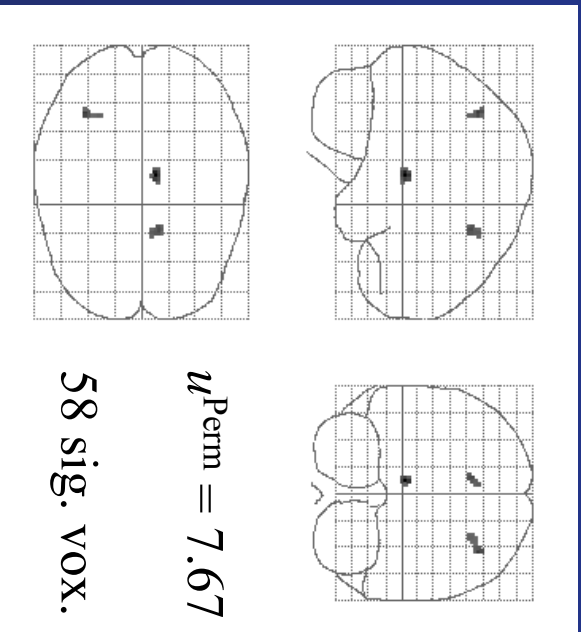 u^Perm = 7.67
58 sig. vox.